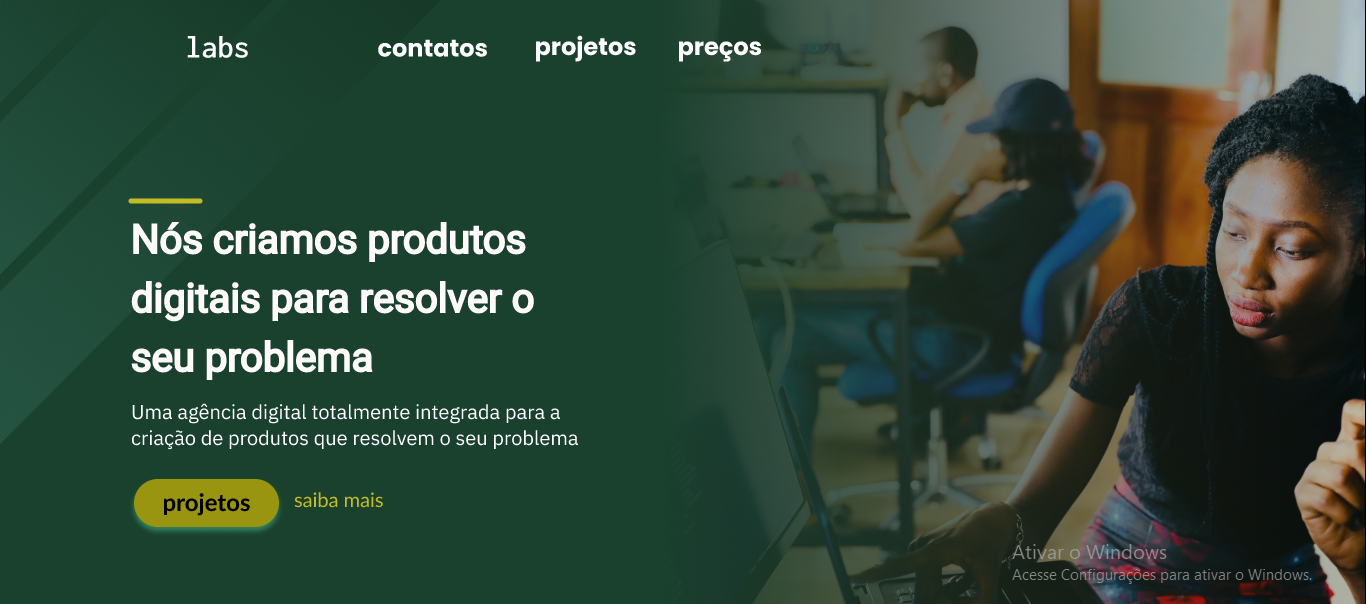 labs
contatos
projetos
preços
Nós criamos produtos
digitais para resolver o
seu problema
Uma agência digital totalmente integrada para a
criação de produtos que resolvem o seu problema
projetos
saiba mais
Ativar o Windows
Acesse Configurações para ativar o Windows.